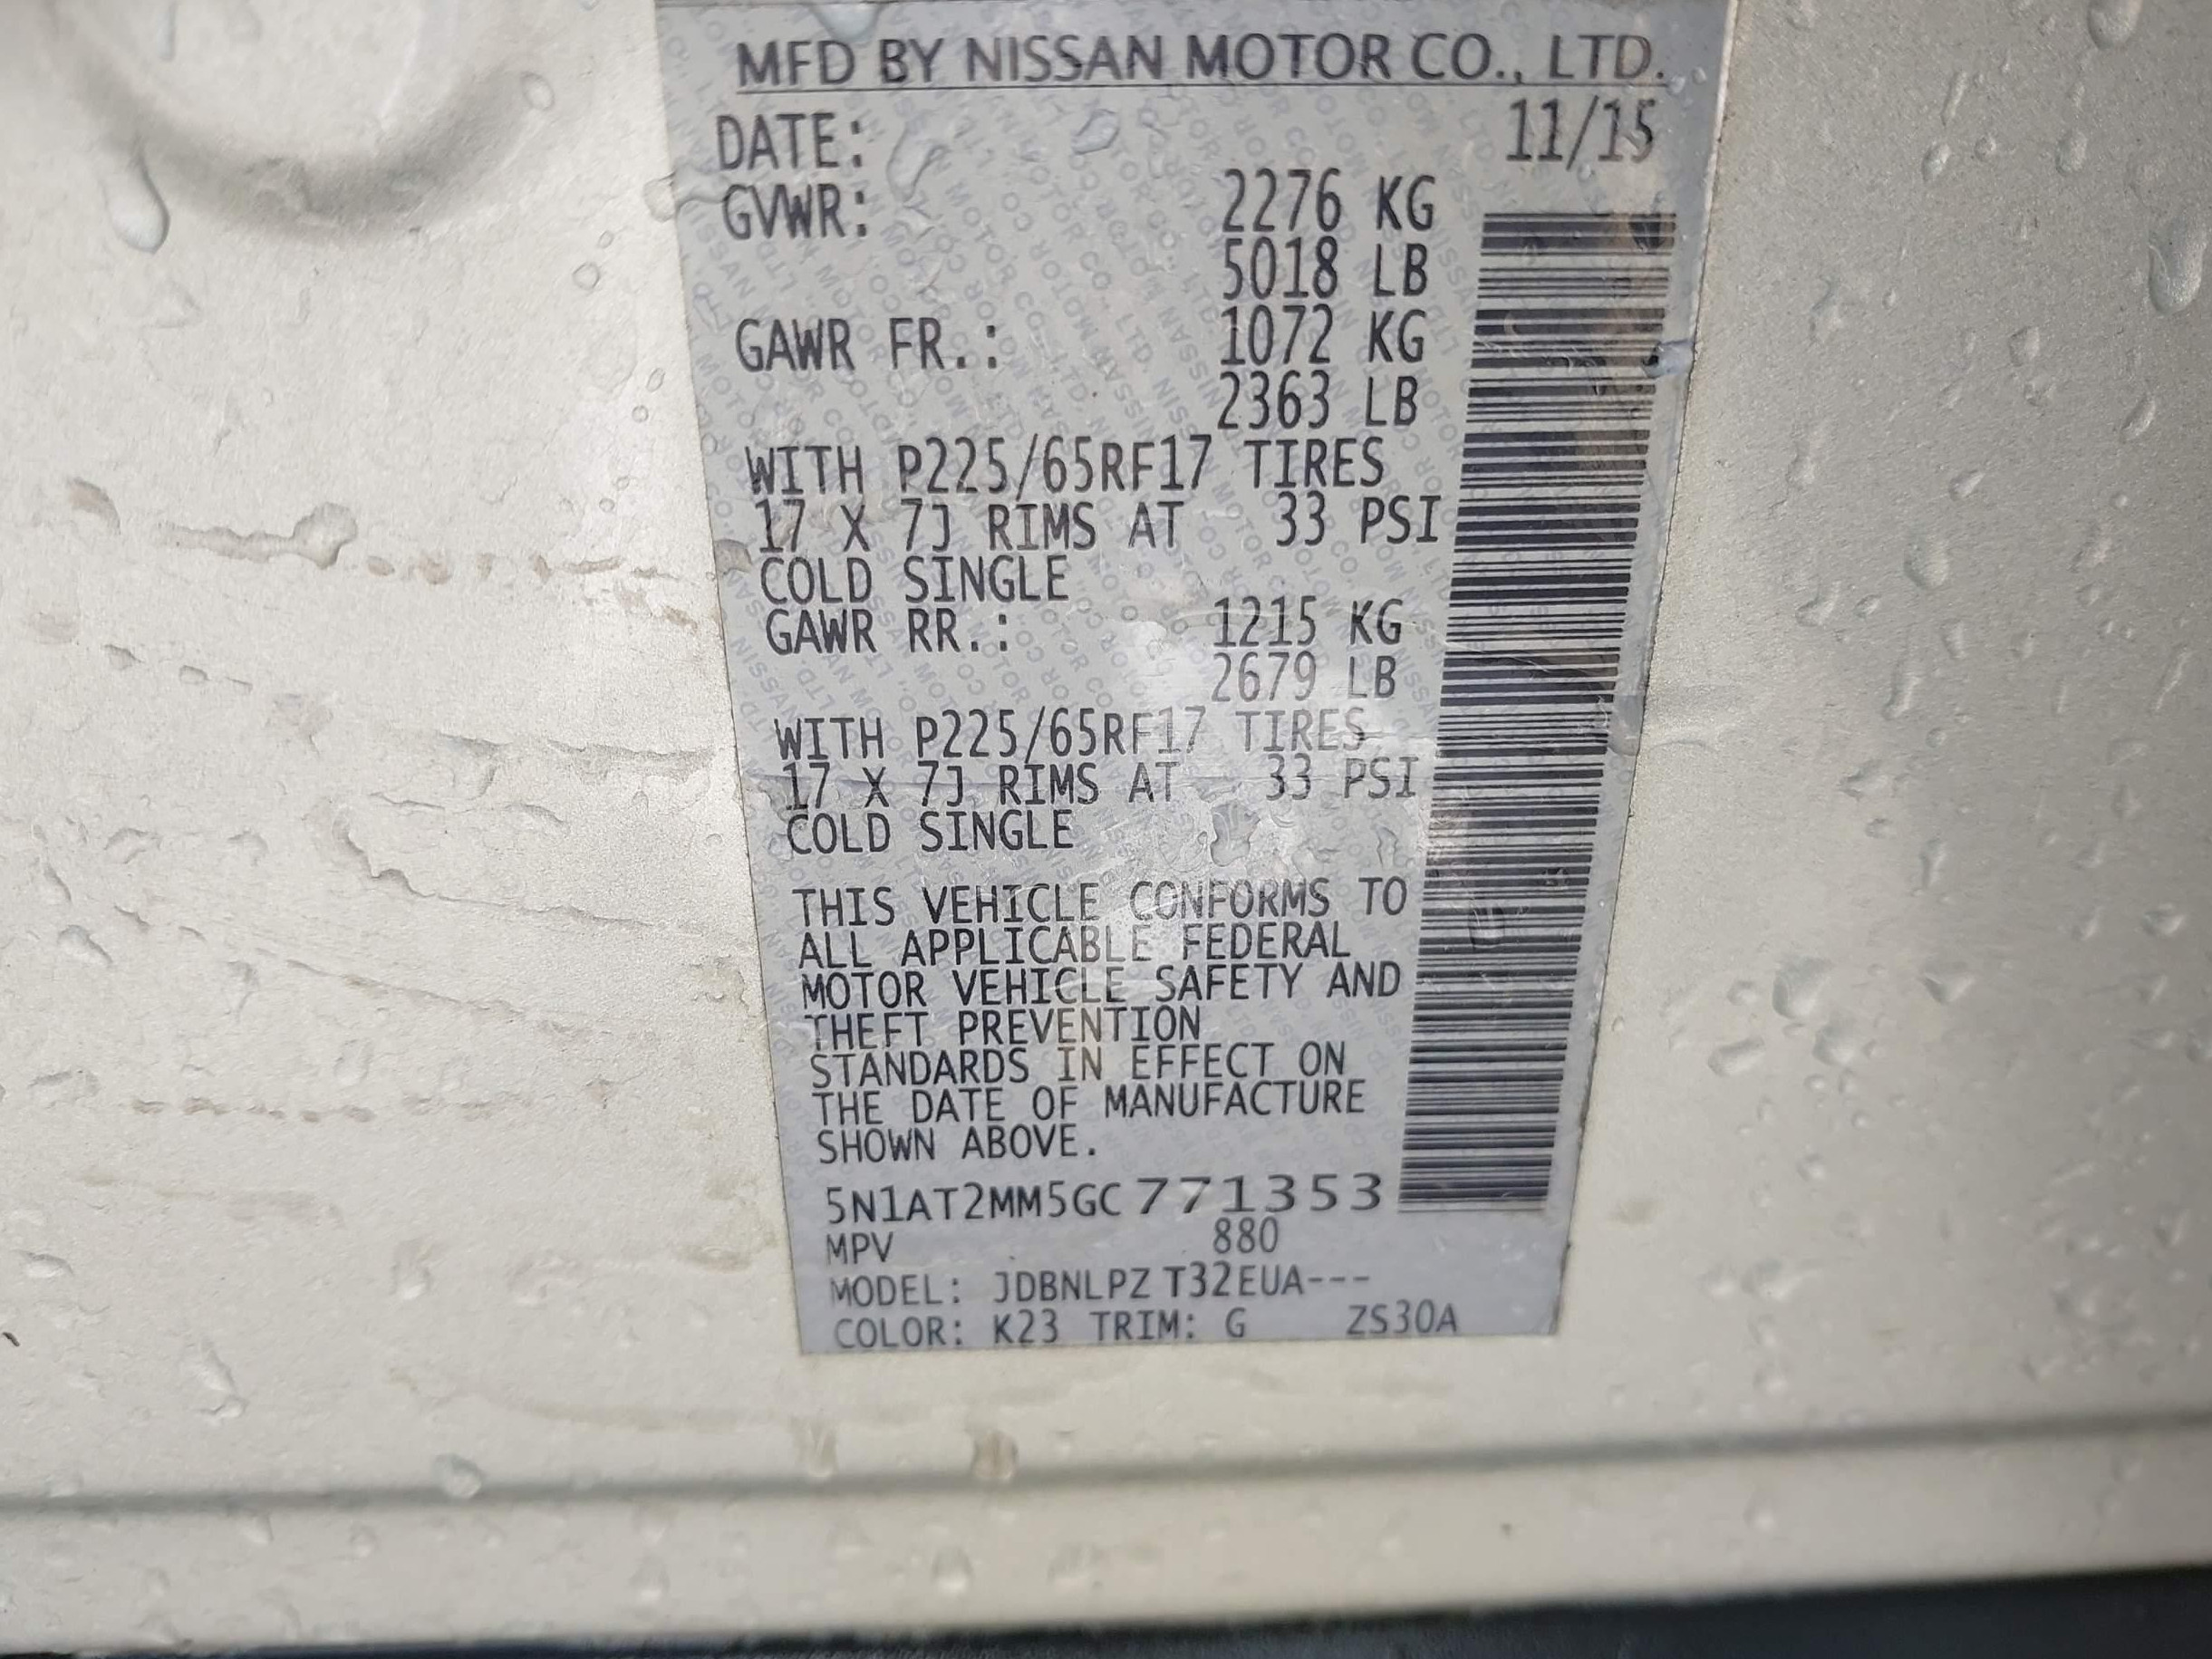 MFD BY NISSAN MOTOR CO., LTD.
DATE: 11/15
GVWR: 2276 KG
5018 LB
GAWR FR.: 1072 KG
2363 LB
WITH P225/65RF17 TIRES
17 X 7J RIMS AT 33 PSI
COLD SINGLE
GAWR RR.: 1215 KG
2679 LB
WITH P225/65RF17 TIRES
17 X 7J RIMS AT 33 PSI
COLD SINGLE
THIS VEHICLE CONFORMS TO
ALL APPLICABLE FEDERAL
MOTOR VEHICLE SAFETY AND
THEFT PREVENTION
STANDARDS IN EFFECT ON
THE DATE OF MANUFACTURE
SHOWN ABOVE.
5N1AT2MM5GC771353
MPV 880
MODEL: JDBNLPZ T32EUA---
COLOR: K23 TRIM: G ZS30A